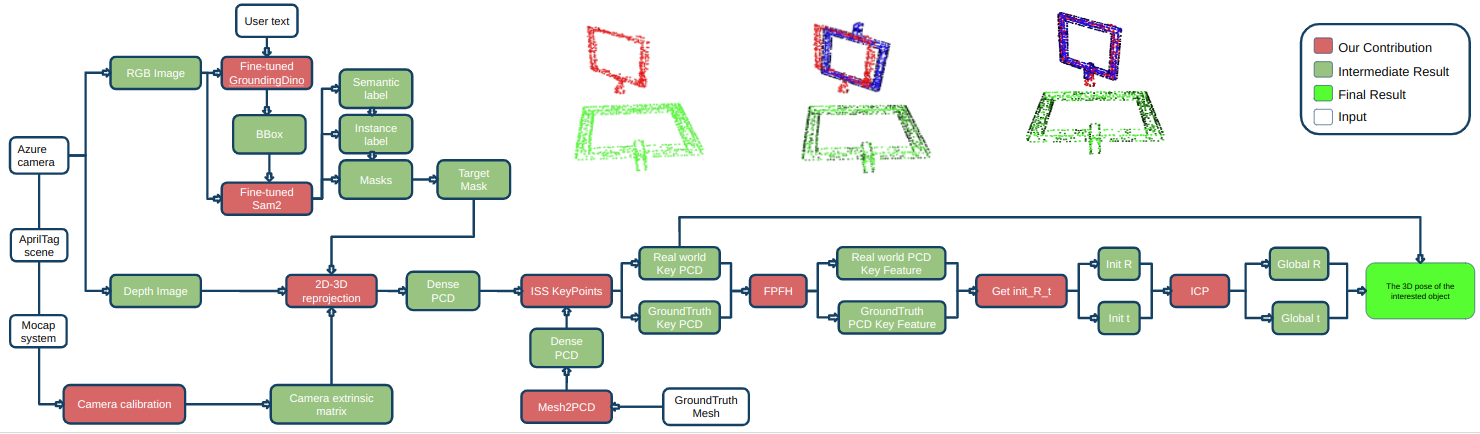 User text
RGB Image
Fine-tuned
GroundingDino
Semantic
label
BBox
Instance
label
Azure
camera
Masks
Target
Mask
Fine-tuned
Sam2
AprilTag
scene
Depth Image
2D-3D
reprojection
Dense
PCD
ISS KeyPoints
Real world
Key PCD
GroundTruth
Key PCD
FPFH
Real world PCD
Key Feature
GroundTruth
PCD Key Feature
Get init_R_t
Init R
Init t
ICP
Global R
Global t
The 3D pose of the
interested object
Mocap
system
Dense
PCD
Camera calibration
Camera extrinsic
matrix
Mesh2PCD
GroundTruth
Mesh
Our Contribution
Intermediate Result
Final Result
Input